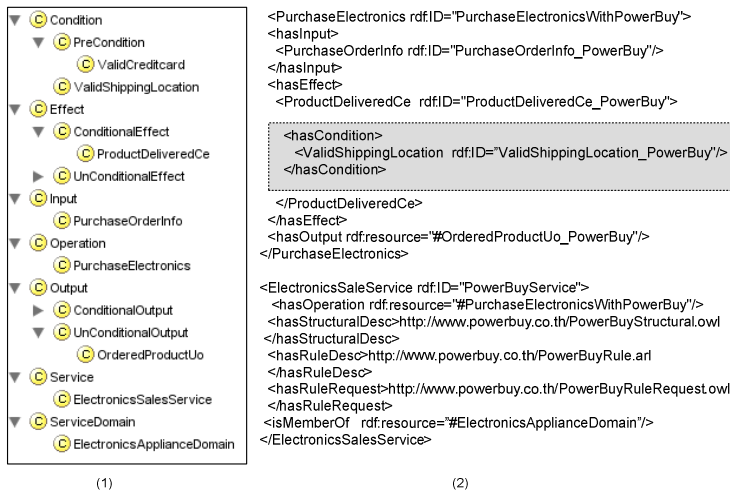 Condition
PreCondition
ValidCreditcard
ValidShippingLocation
Effect
ConditionalEffect
ProductDeliveredCe
UnConditionalEffect
Input
PurchaseOrderInfo
Operation
PurchaseElectronics
Output
ConditionalOutput
UnConditionalOutput
OrderedProductUo
Service
ElectronicsSalesService
ServiceDomain
ElectronicsApplianceDomain
(1)
<PurchaseElectronics rdf:ID="PurchaseElectronicsWithPowerBuy">
<hasInput>
<PurchaseOrderInfo rdf:ID="PurchaseOrderInfo_PowerBuy"/>
</hasInput>
<hasEffect>
<ProductDeliveredCe rdf:ID="ProductDeliveredCe_PowerBuy">
<hasCondition>
<ValidShippingLocation rdf:ID="ValidShippingLocation_PowerBuy"/>
</hasCondition>
</ProductDeliveredCe>
</hasEffect>
<hasOutput rdf:resource="#OrderedProductUo_PowerBuy"/>
</PurchaseElectronics>
<ElectronicsSaleService rdf:ID="PowerBuyService">
<hasOperation rdf:resource="#PurchaseElectronicsWithPowerBuy"/>
<hasStructuralDesc>http://www.powerbuy.co.th/PowerBuyStructural.owl
</hasStructuralDesc>
<hasRuleDesc>http://www.powerbuy.co.th/PowerBuyRule.arl
</hasRuleDesc>
<hasRuleRequest>http://www.powerbuy.co.th/PowerBuyRuleRequest.owl
</hasRuleRequest>
<isMemberOf rdf:resource="#ElectronicsApplianceDomain"/>
</ElectronicsSalesService>
(2)